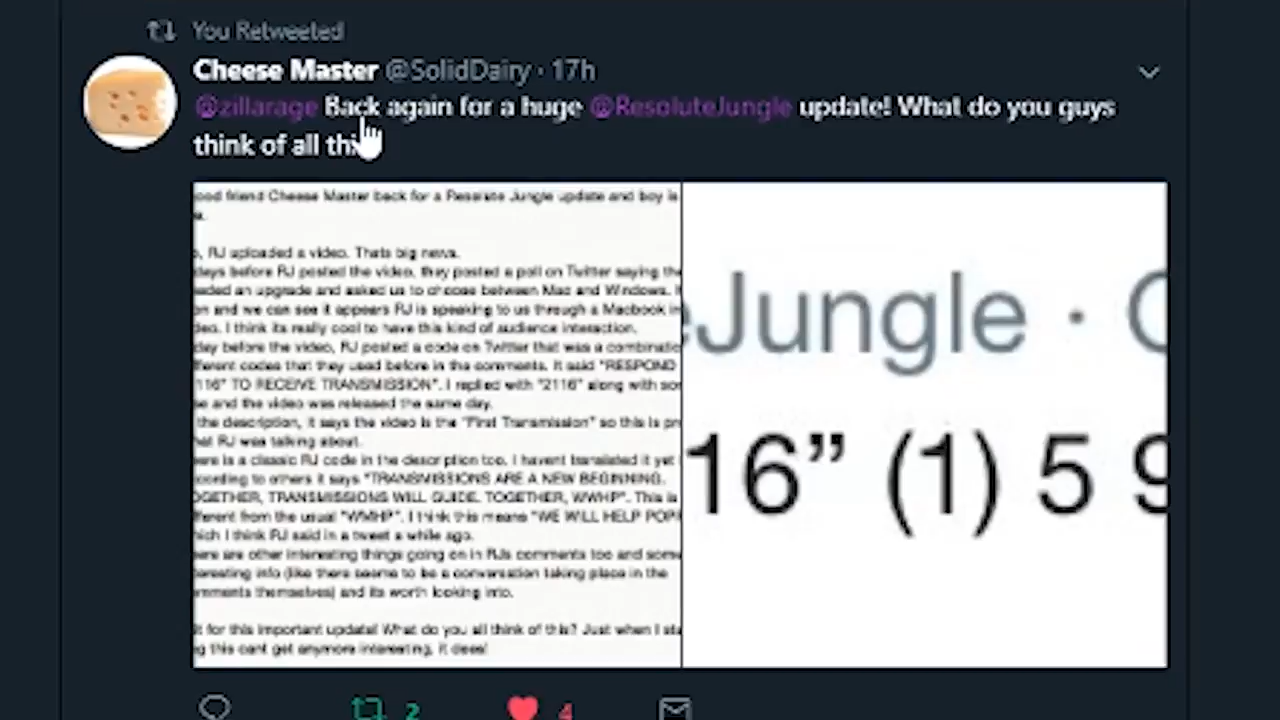 You Retweeted
Cheese Master @SolidDairy · 17h
@zillarage Back again for a huge @ResoluteJungle update! What do you guys
think of all
ood friend Cheese Master back for a Resolute Jungle update and boy is
a.
o, RJ uploaded a video. Thats big news.
days before RJ posted the video, they posted a poll on Twitter saying the
eded an upgrade and asked us to choose between Mac and Windows.
on and we can see it appears RJ is speaking to us through a Macbook in
deo. I think its really cool to have this kind of audience interaction.
day before the video, RJ posted a code on Twitter that was a combinatio
fferent codes that they used before in the comments. It said "RESPOND
116" TO RECEIVE TRANSMISSION". I replied with "2116" along with
se and the video was released the same day.
the description, it says the video is the "First Transmission" so this is
hat RJ was talking about.
ere is a classic RJ code in the description too. I havent translated it yet
cording to others it says "TRANSMISSIONS ARE A NEW BEGINNING.
OGETHER, TRANSMISSIONS WILL GUIDE. TOGETHER, WWHP". This is
fferent from the usual "WMHP". I think this means "WE WILL HELP
hich I think RJ said in a tweet a while ago.
ere are other interesting things going on in RJs comments too and some
teresting info (like there seems to be a conversation taking place in the
mments themselves) and its worth looking into.
it for this important update! What do you all think of this? Just when I
g this cant get anymore interesting, it does!
eJungle ·
16” (1) 5 9
2
4